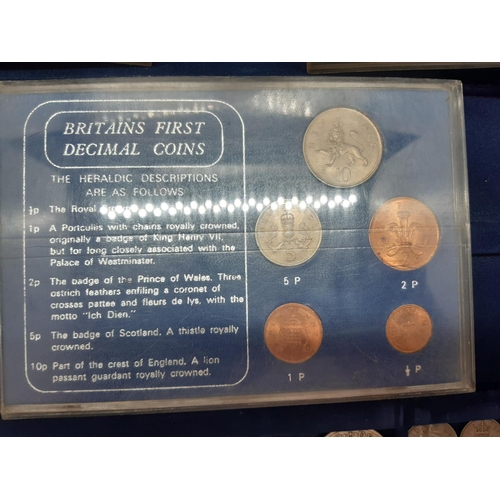 BRITAINS FIRST
DECIMAL COINS
THE HERALDIC DESCRIPTIONS
ARE AS FOLLOWS
½p The Royal Crown
1p A Portcullis with chains royally crowned,
originally a badge of King Henry VII,
but for long closely associated with the
Palace of Westminster.
2p The badge of the Prince of Wales. Three
ostrich feathers enfiling a coronet of
crosses pattee and fleurs de lys, with the
motto "Ich Dien."
5p The badge of Scotland. A thistle royally
crowned.
10p Part of the crest of England. A lion
passant guardant royally crowned.
10
5 P
2 P
1 P
½ P